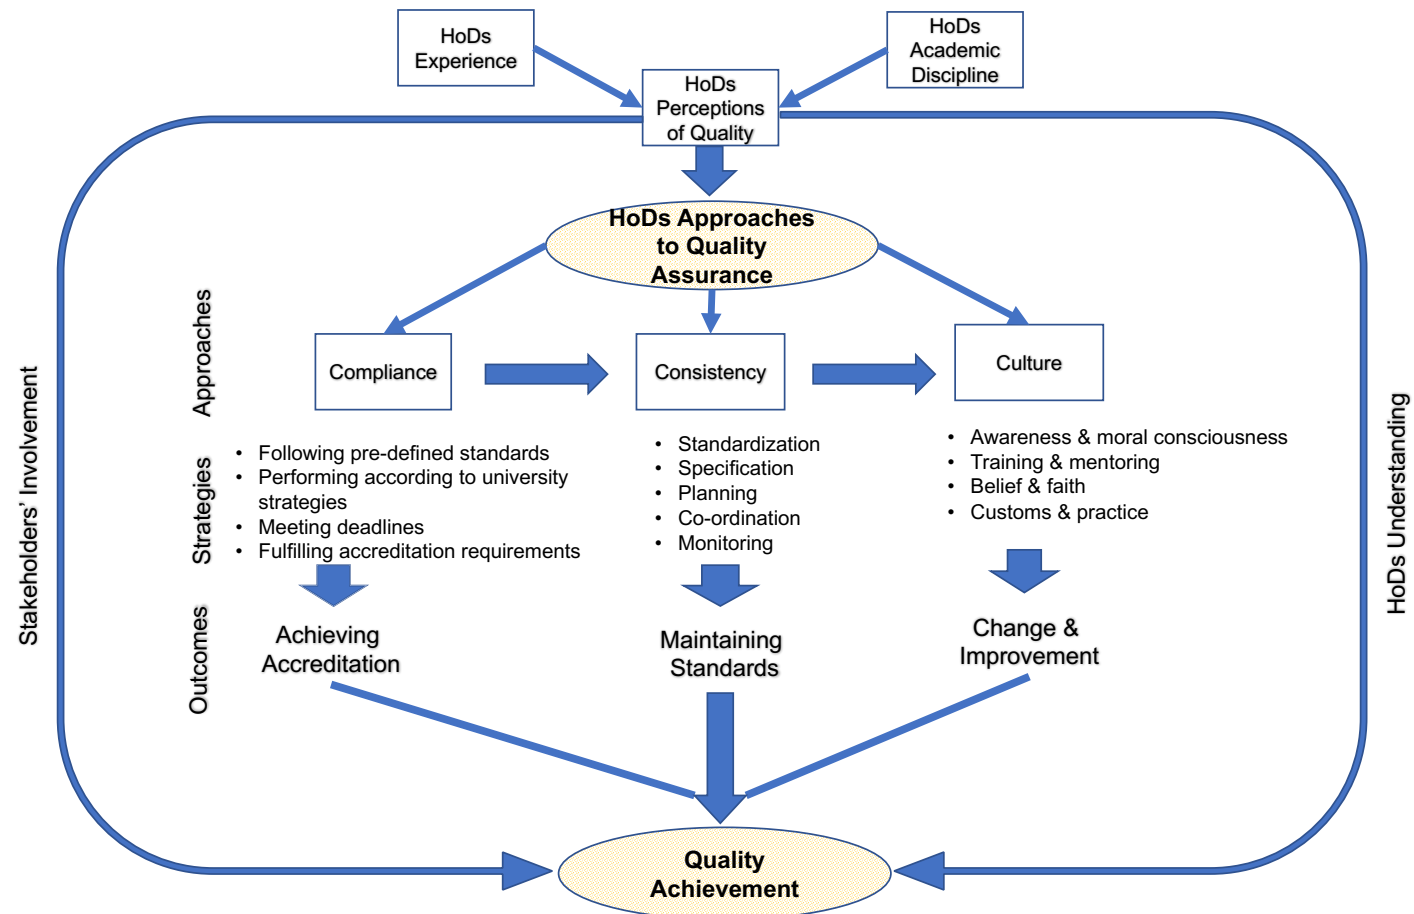 HoDs
Experience
HoDs
Academic
Discipline
HoDs
Perceptions
of Quality
HoDs Approaches
to Quality
Assurance
Approaches
Compliance
Consistency
Culture
Stakeholders’ Involvement
HoDs Understanding
Strategies
• Following pre-defined standards
• Performing according to university
strategies
• Meeting deadlines
• Fulfilling accreditation requirements
• Standardization
• Specification
• Planning
• Co-ordination
• Monitoring
• Awareness & moral consciousness
• Training & mentoring
• Belief & faith
• Customs & practice
Outcomes
Achieving
Accreditation
Maintaining
Standards
Change &
Improvement
Quality
Achievement